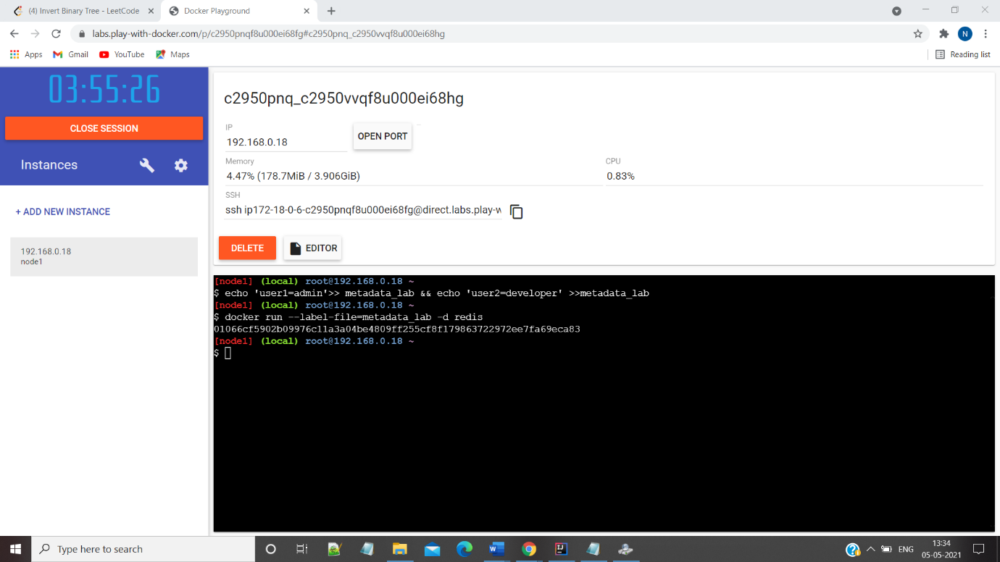 (4) Invert Binary Tree - LeetCode
Docker Playground
labs.play-with-docker.com/p/c2950pnqf8u000ei68fg#c2950pnq_c2950vvqf8u000ei68hg
N
Apps
Gmail
YouTube
Maps
Reading list
03:55:26
CLOSE SESSION
Instances
+ ADD NEW INSTANCE
192.168.0.18
node1
c2950pnq_c2950vvqf8u000ei68hg
IP
192.168.0.18
OPEN PORT
Memory
4.47% (178.7MiB / 3.906GiB)
CPU
0.83%
SSH
ssh ip172-18-0-6-c2950pnqf8u000ei68fg@direct.labs.play-w
DELETE
EDITOR
[node1] (local) root@192.168.0.18 ~
$ echo 'user1=admin'>> metadata_lab && echo 'user2=developer' >>metadata_lab
[node1] (local) root@192.168.0.18 ~
$ docker run --label-file=metadata_lab -d redis
01066cf5902b09976c11a3a04be4809ff255cf8f179863722972ee7fa69eca83
[node1] (local) root@192.168.0.18 ~
$
Type here to search
ENG
13:34
05-05-2021